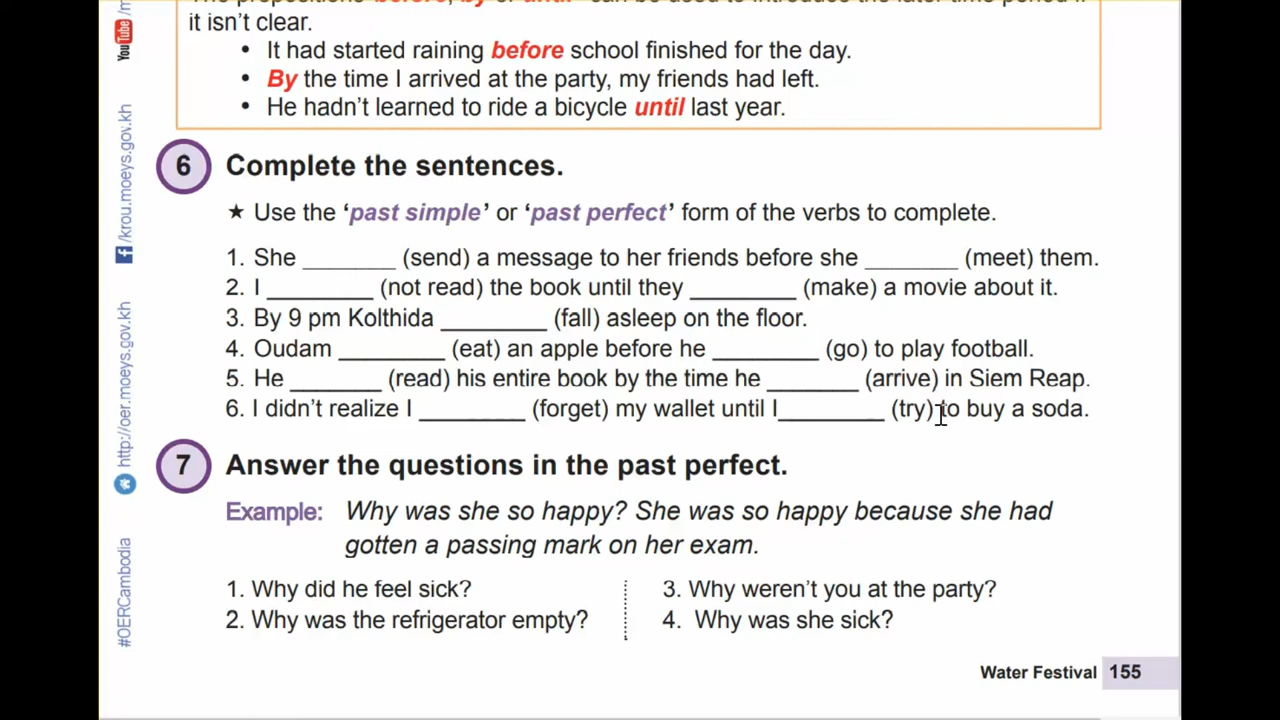 it isn't clear.
• It had started raining before school finished for the day.
• By the time I arrived at the party, my friends had left.
• He hadn't learned to ride a bicycle until last year.
6 Complete the sentences.
★ Use the 'past simple' or 'past perfect' form of the verbs to complete.
1. She ________ (send) a message to her friends before she ________ (meet) them.
2. I _________ (not read) the book until they _________ (make) a movie about it.
3. By 9 pm Kolthida _________ (fall) asleep on the floor.
4. Oudam _________ (eat) an apple before he _________ (go) to play football.
5. He ________ (read) his entire book by the time he ________ (arrive) in Siem Reap.
6. I didn't realize I _________ (forget) my wallet until I_________ (try) to buy a soda.
7 Answer the questions in the past perfect.
Example: Why was she so happy? She was so happy because she had
gotten a passing mark on her exam.
1. Why did he feel sick?
2. Why was the refrigerator empty?
3. Why weren't you at the party?
4. Why was she sick?
Water Festival 155
YouTube
/krou.moeys.gov.kh
http://oer.moeys.gov.kh
#OERCambodia